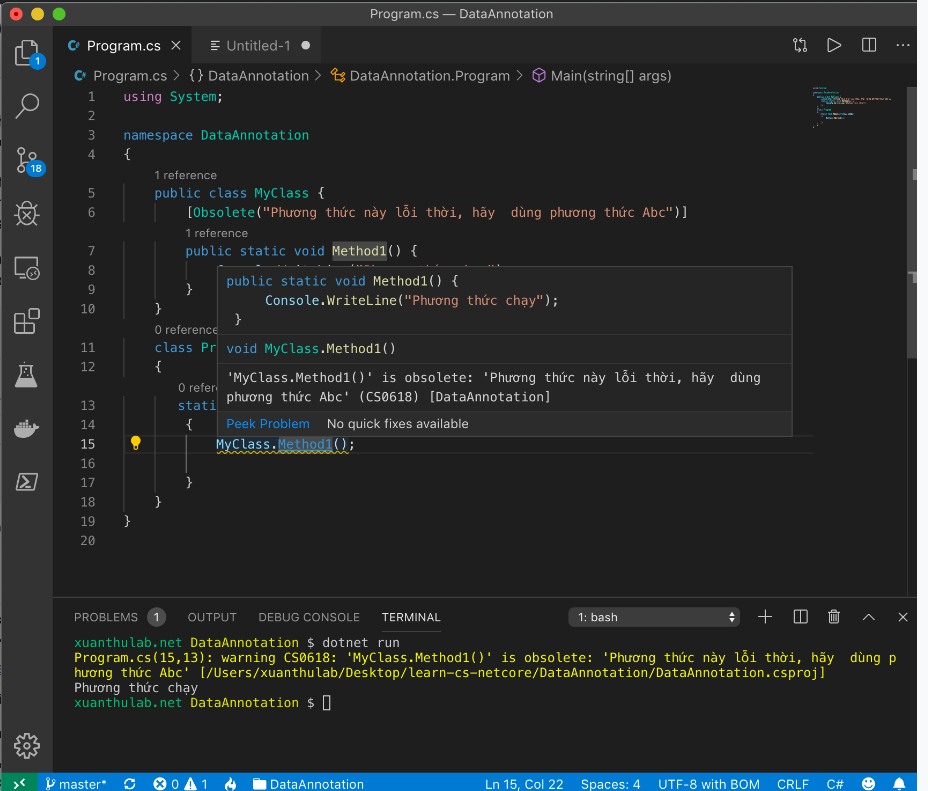 Program.cs — DataAnnotation
Program.cs
Untitled-1
Program.cs > {} DataAnnotation > DataAnnotation.Program > Main(string[] args)
1
18
1 using System;
2
3 namespace DataAnnotation
4 {
1 reference
5 public class MyClass {
6 [Obsolete("Phương thức này lỗi thời, hãy  dùng phương thức Abc")]
1 reference
7 public static void Method1() {
8
9 }
10 }
0 reference
11 class Pr
12 {
0 refer
13 stati
14 {
15 MyClass.Method1();
16
17 }
18 }
19 }
20
public static void Method1() {
Console.WriteLine("Phương thức chạy");
}
void MyClass.Method1()
'MyClass.Method1()' is obsolete: 'Phương thức này lỗi thời, hãy  dùng
phương thức Abc' (CS0618) [DataAnnotation]
Peek Problem No quick fixes available
PROBLEMS 1 OUTPUT DEBUG CONSOLE TERMINAL 1: bash
xuanthulab.net DataAnnotation $ dotnet run
Program.cs(15,13): warning CS0618: 'MyClass.Method1()' is obsolete: 'Phương thức này lỗi thời, hãy  dùng p
hương thức Abc' [/Users/xuanthulab/Desktop/learn-cs-netcore/DataAnnotation/DataAnnotation.csproj]
Phương thức chạy
xuanthulab.net DataAnnotation $
master* 0 1 DataAnnotation Ln 15, Col 22 Spaces: 4 UTF-8 with BOM CRLF C#